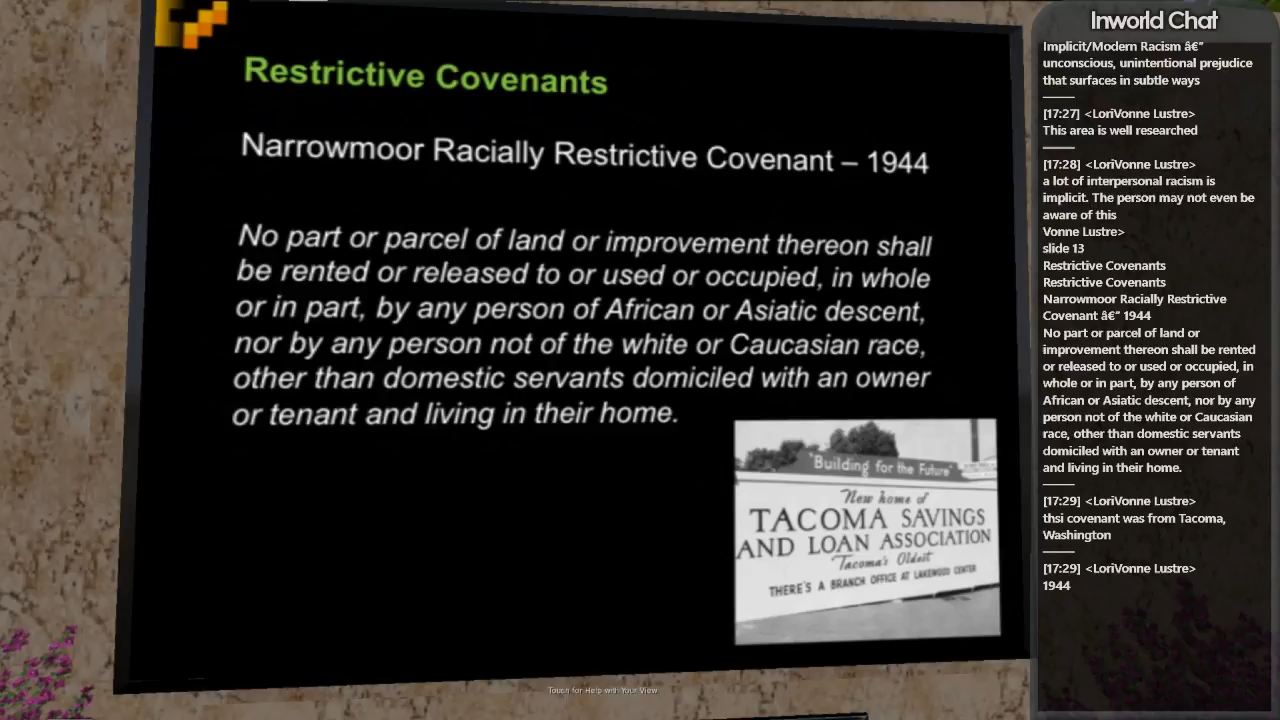 Restrictive Covenants
Narrowmoor Racially Restrictive Covenant – 1944
No part or parcel of land or improvement thereon shall
be rented or released to or used or occupied, in whole
or in part, by any person of African or Asiatic descent,
nor by any person not of the white or Caucasian race,
other than domestic servants domiciled with an owner
or tenant and living in their home.
"Building for the Future"
New home of
TACOMA SAVINGS
AND LOAN ASSOCIATION
Tacoma's Oldest
THERE'S A BRANCH OFFICE AT LAKEWOOD CENTER
Touch for Help with Your View
Inworld Chat
Implicit/Modern Racism â€”
unconscious, unintentional prejudice
that surfaces in subtle ways
[17:27] <LoriVonne Lustre>
This area is well researched
[17:28] <LoriVonne Lustre>
a lot of interpersonal racism is
implicit. The person may not even be
aware of this
Vonne Lustre>
slide 13
Restrictive Covenants
Restrictive Covenants
Narrowmoor Racially Restrictive
Covenant â€“ 1944
No part or parcel of land or
improvement thereon shall be rented
or released to or used or occupied, in
whole or in part, by any person of
African or Asiatic descent, nor by any
person not of the white or Caucasian
race, other than domestic servants
domiciled with an owner or tenant
and living in their home.
[17:29] <LoriVonne Lustre>
thsi covenant was from Tacoma,
Washington
[17:29] <LoriVonne Lustre>
1944